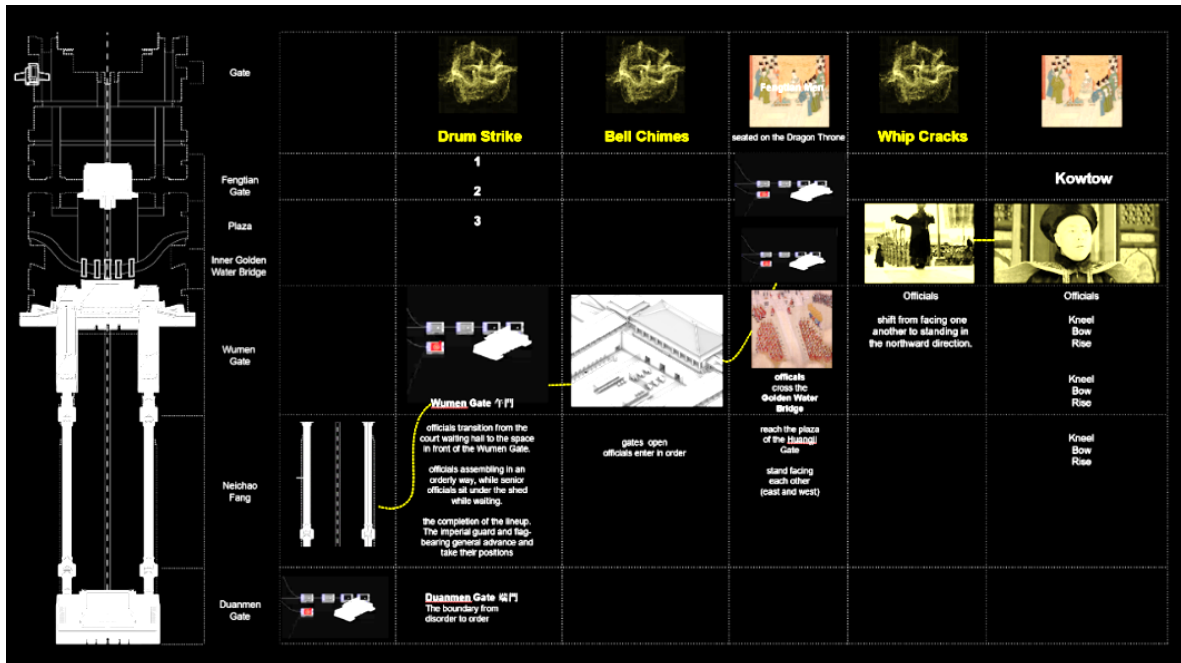 Gate
Fengtian
Gate
Plaza
Inner Golden
Water Bridge
Wumen
Gate
Neichao
Fang
Duanmen
Gate
Drum Strike
1
2
3
Wumen Gate 午門
officials transition from the
court waiting hall to the space
in front of the Wumen Gate.
officials assembling in an
orderly way, while senior
officials sit under the shed
while waiting.
the completion of the lineup.
The imperial guard and flag-
bearing general advance and
take their positions
Duanmen Gate 端門
The boundary from
disorder to order
Bell Chimes
gates open
officials enter in order
Fengtian Men
seated on the Dragon Throne
officals
cross the
Golden Water
Bridge
reach the plaza
of the Huangji
Gate
stand facing
each other
(east and west)
Whip Cracks
Officials
shift from facing one
another to standing in
the northward direction.
Kowtow
Officials
Kneel
Bow
Rise
Kneel
Bow
Rise
Kneel
Bow
Rise